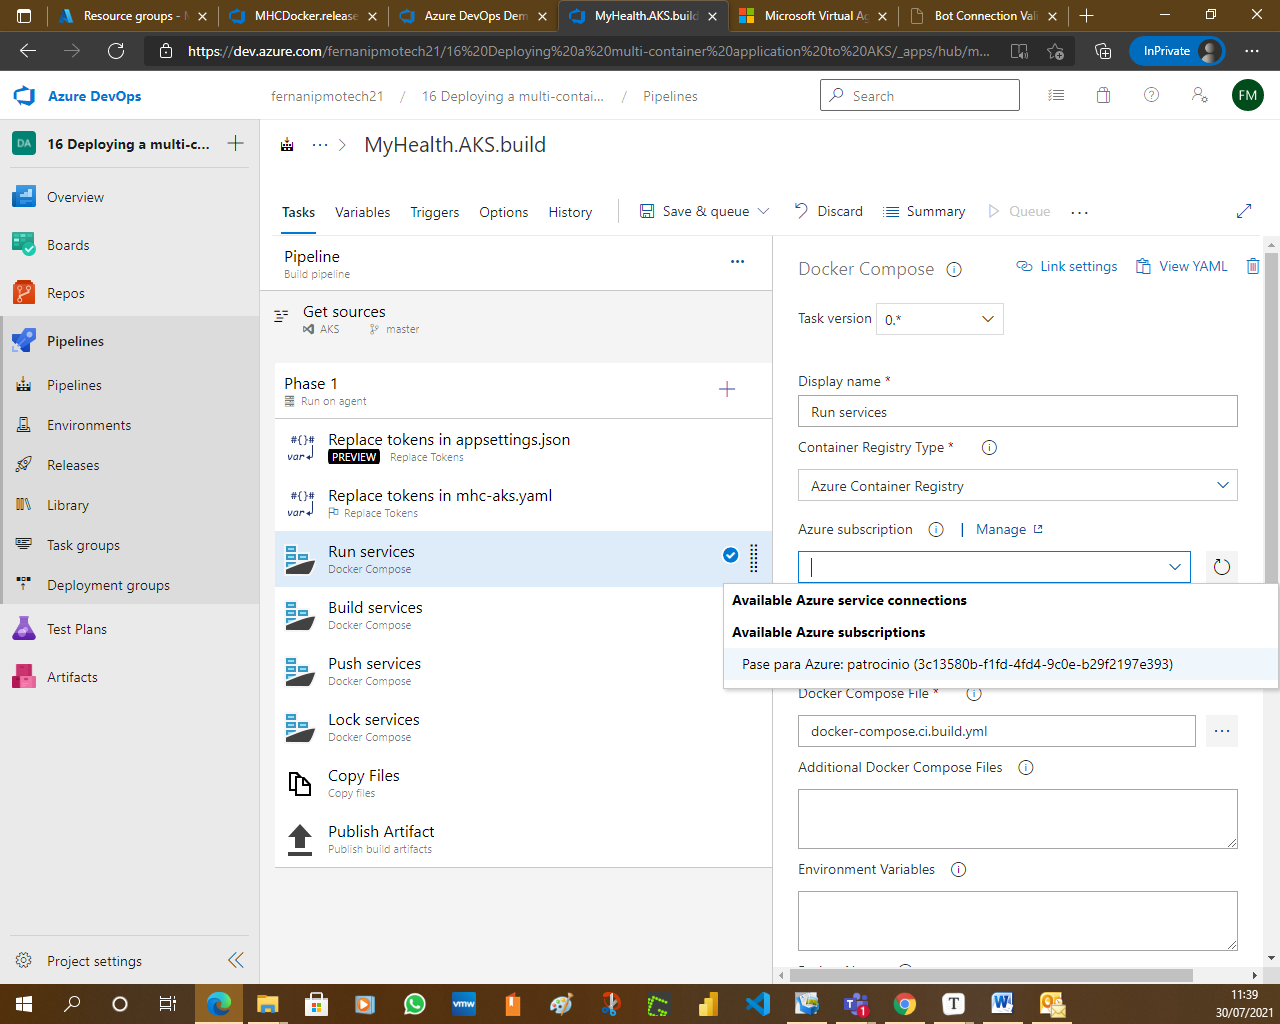 Resource groups - M
MHCDocker.release
Azure DevOps Dem
MyHealth.AKS.build
Microsoft Virtual Ag
Bot Connection Vali
https://dev.azure.com/fernanipmotech21/16%20Deploying%20a%20multi-container%20application%20to%20AKS/_apps/hub/m...
InPrivate
Azure DevOps
fernanipmotech21 / 16 Deploying a multi-contai... / Pipelines
Search
FM
DA
16 Deploying a multi-c...
Overview
Boards
Repos
Pipelines
Pipelines
Environments
Releases
Library
Task groups
Deployment groups
Test Plans
Artifacts
Project settings
··· MyHealth.AKS.build
Tasks Variables Triggers Options History Save & queue Discard Summary Queue ...
Pipeline
Build pipeline
Get sources
AKS master
Phase 1
Run on agent
#{}# var
Replace tokens in appsettings.json
PREVIEW Replace Tokens
#{}# var
Replace tokens in mhc-aks.yaml
Replace Tokens
Run services
Docker Compose
Build services
Docker Compose
Push services
Docker Compose
Lock services
Docker Compose
Copy Files
Copy files
Publish Artifact
Publish build artifacts
Docker Compose
Link settings View YAML
Task version 0.*
Display name *
Run services
Container Registry Type *
Azure Container Registry
Azure subscription | Manage
Available Azure service connections
Available Azure subscriptions
Pase para Azure: patrocinio (3c13580b-f1fd-4fd4-9c0e-b29f2197e393)
Docker Compose File *
docker-compose.ci.build.yml
...
Additional Docker Compose Files
Environment Variables
vmw
T
1
11:39
30/07/2021